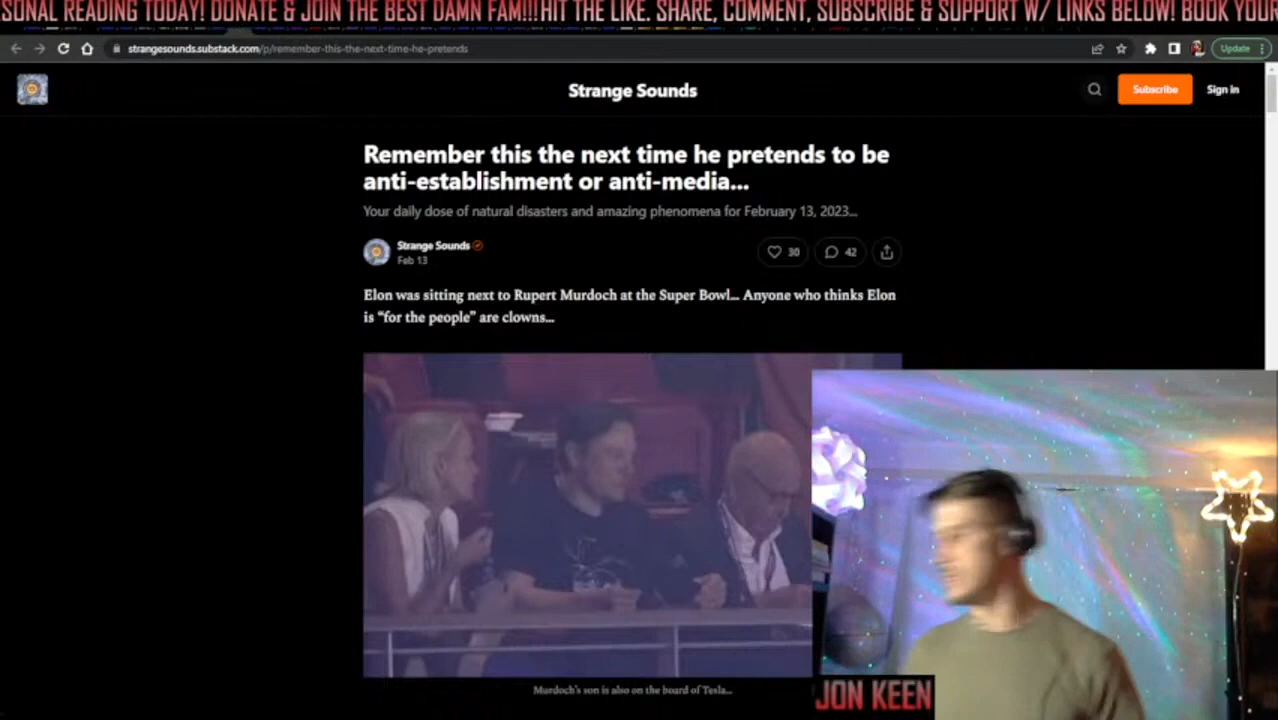 SONAL READING TODAY! DONATE & JOIN THE BEST DAMN FAM!!!HIT THE LIKE. SHARE, COMMENT, SUBSCRIBE & SUPPORT W/ LINKS BELOW! BOOK YOUR
strangesounds.substack.com/p/remember-this-the-next-time-he-pretends
Update
Strange Sounds
Subscribe
Sign in
Remember this the next time he pretends to be
anti-establishment or anti-media...
Your daily dose of natural disasters and amazing phenomena for February 13, 2023...
Strange Sounds
Feb 13
30
42
Elon was sitting next to Rupert Murdoch at the Super Bowl... Anyone who thinks Elon
is “for the people” are clowns...
Murdoch's son is also on the board of Tesla...
JON KEEN